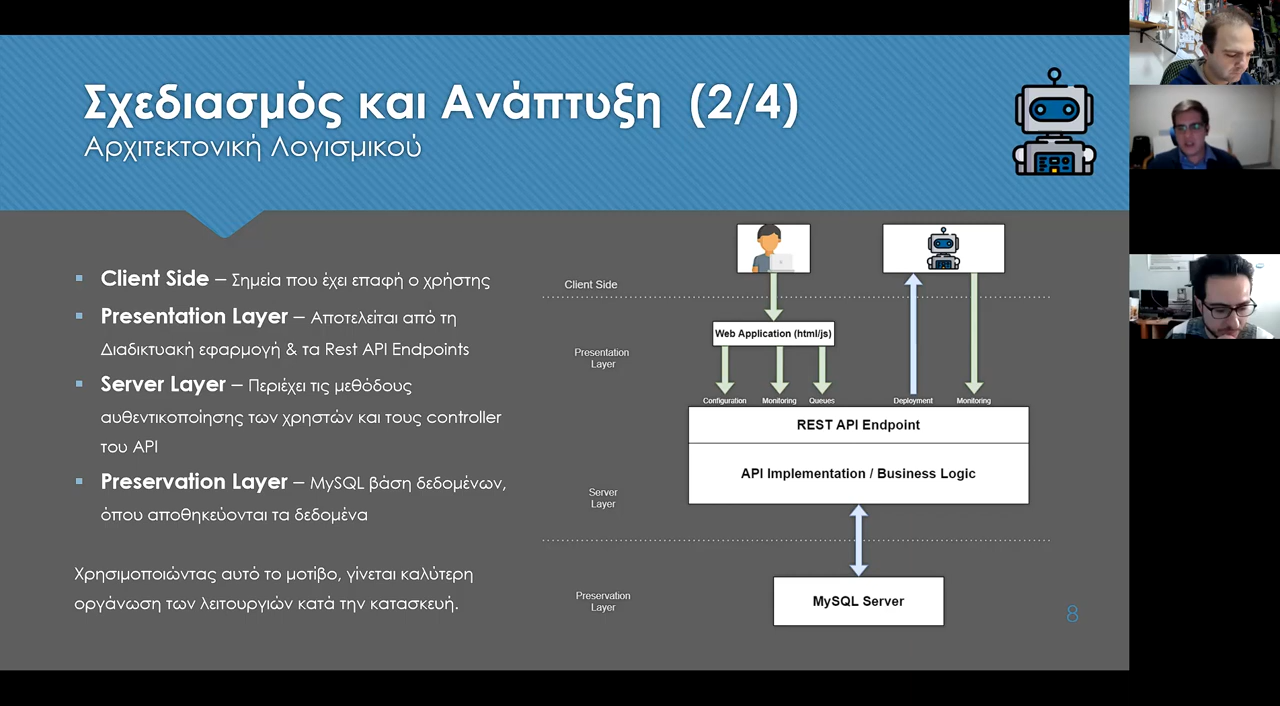 Σχεδιασμός και Ανάπτυξη (2/4)
Αρχιτεκτονική Λογισμικού
Client Side – Σημεία που έχει επαφή ο χρήστης
Presentation Layer – Αποτελείται από τη
Διαδικτυακή εφαρμογή & τα Rest API Endpoints
Server Layer – Περιέχει τις μεθόδους
αυθεντικοποίησης των χρηστών και τους controller
του API
Preservation Layer – MySQL βάση δεδομένων,
όπου αποθηκεύονται τα δεδομένα
Χρησιμοποιώντας αυτό το μοτίβο, γίνεται καλύτερη
οργάνωση των λειτουργιών κατά την κατασκευή.
Client Side
Web Application (html/js)
Presentation
Layer
Configuration Monitoring Queues Deployment Monitoring
REST API Endpoint
API Implementation / Business Logic
Server
Layer
Preservation
Layer
MySQL Server
8